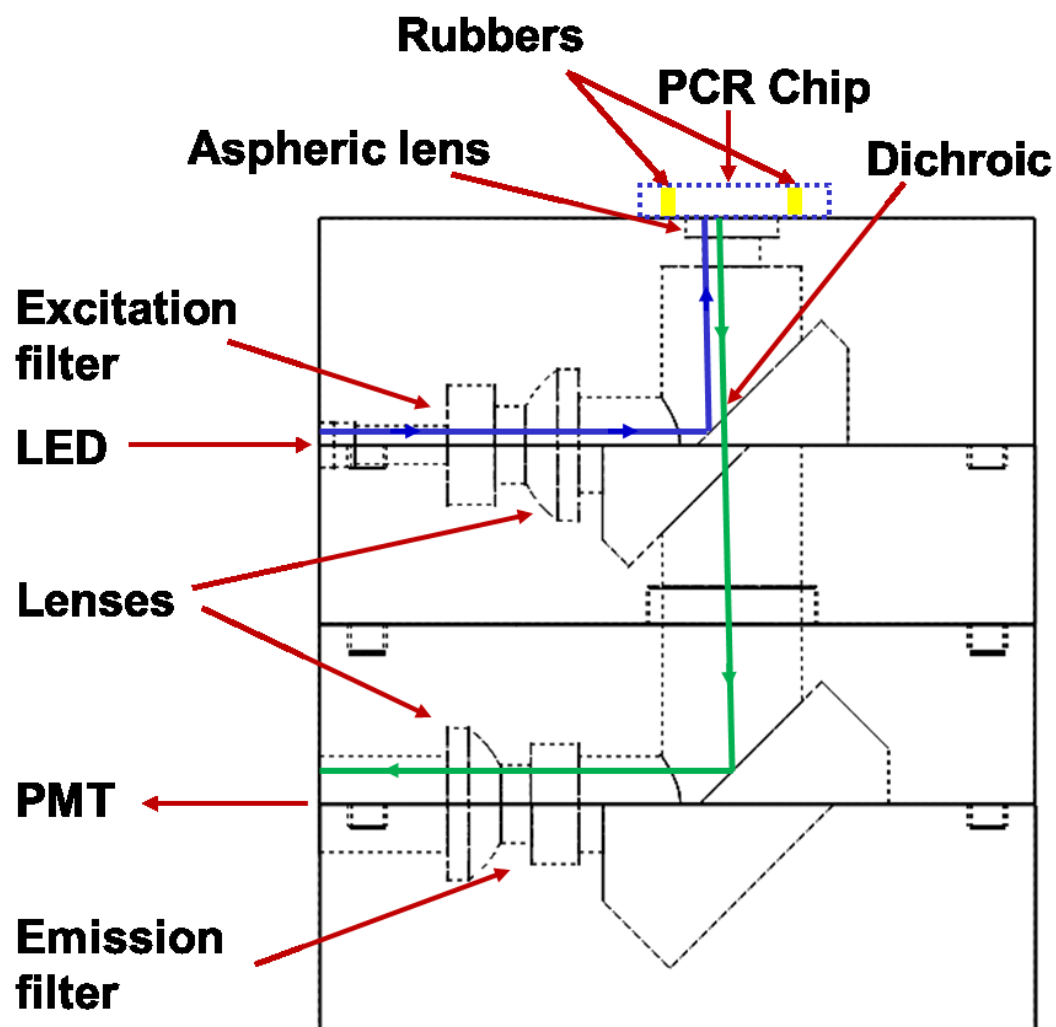 Rubbers
PCR Chip
Aspheric lens
Dichroic
Excitation
filter
LED
Lenses
PMT
Emission
filter